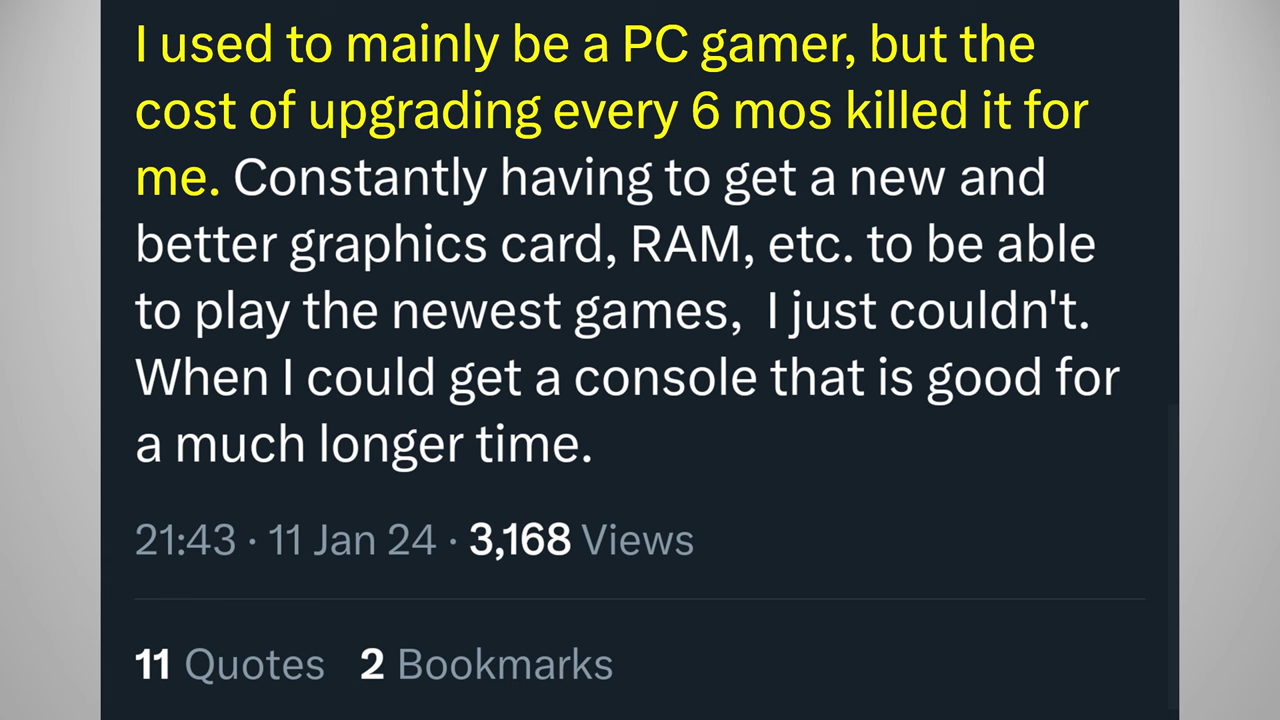 I used to mainly be a PC gamer, but the
cost of upgrading every 6 mos killed it for
me. Constantly having to get a new and
better graphics card, RAM, etc. to be able
to play the newest games,  I just couldn't.
When I could get a console that is good for
a much longer time.
21:43 · 11 Jan 24 · 3,168 Views
11 Quotes 2 Bookmarks